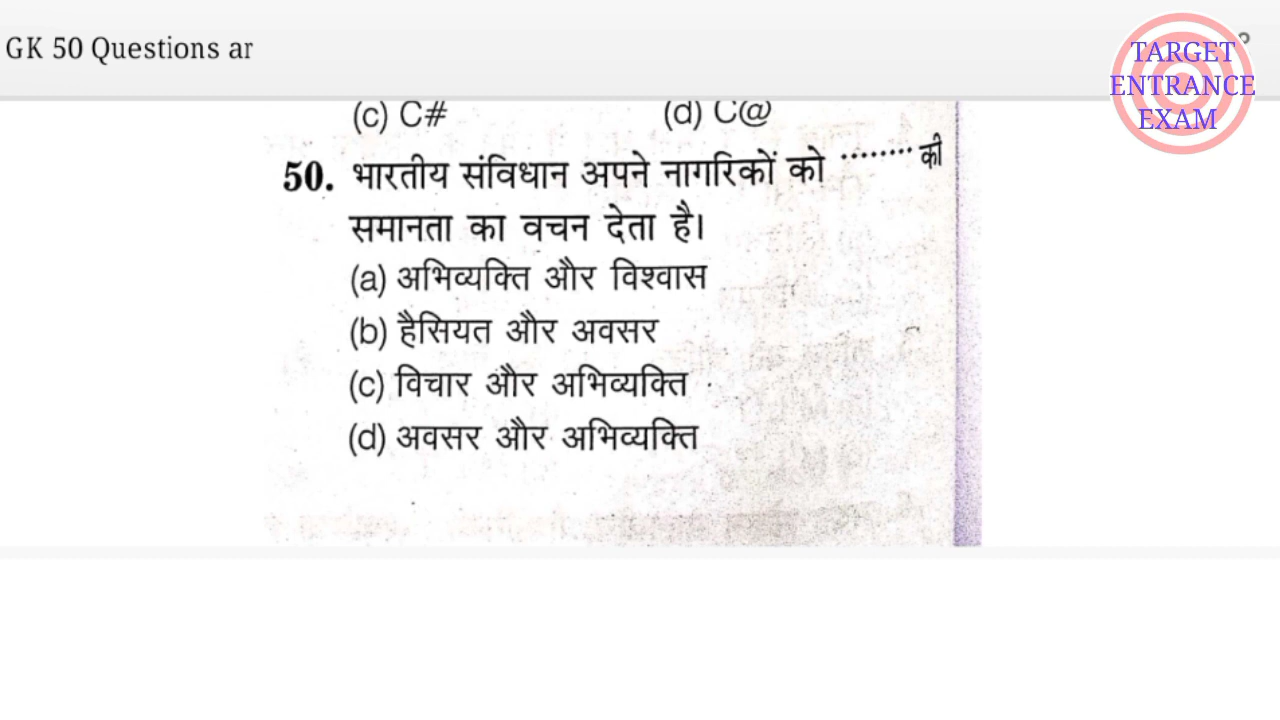 GK 50 Questions ar
TARGET
ENTRANCE
EXAM
(c) C# (d) C@
50. भारतीय संविधान अपने नागरिकों को ........ की
समानता का वचन देता है।
(a) अभिव्यक्ति और विश्वास
(b) हैसियत और अवसर
(c) विचार और अभिव्यक्ति
(d) अवसर और अभिव्यक्ति